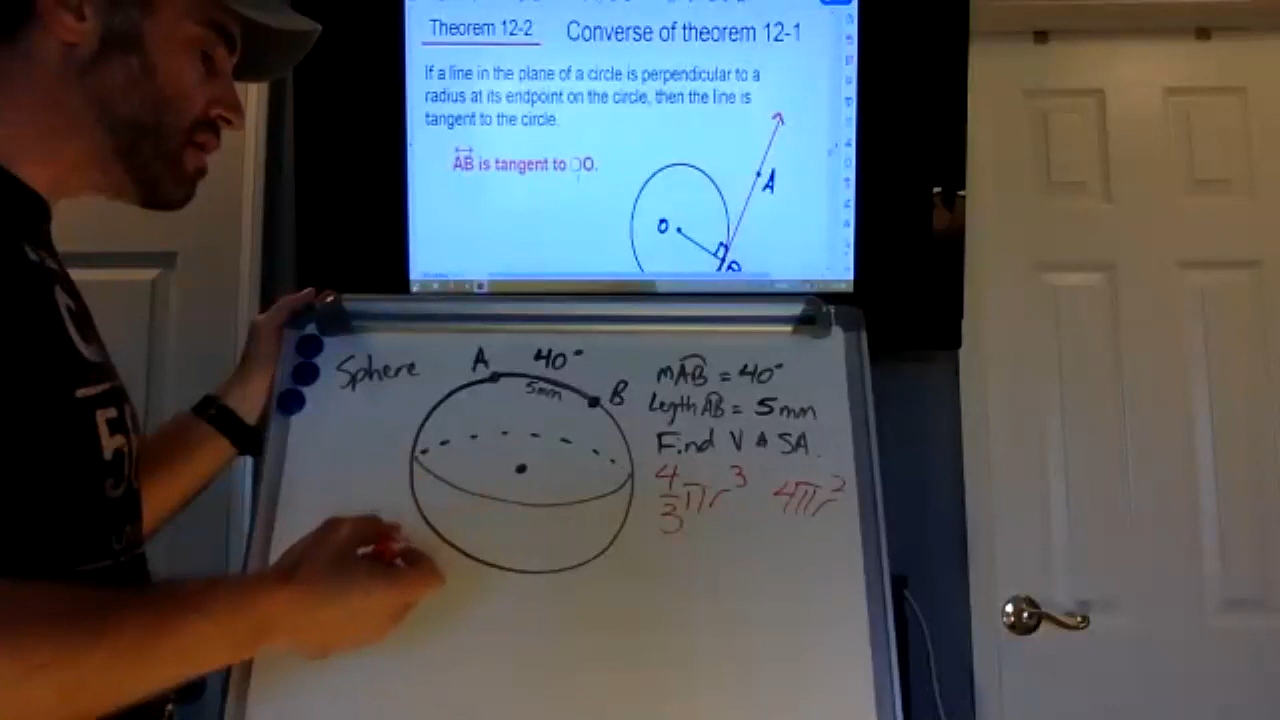 Theorem 12-2 Converse of theorem 12-1
If a line in the plane of a circle is perpendicular to a
radius at its endpoint on the circle, then the line is
tangent to the circle.
AB is tangent to ⊙O.
A
O
Sphere
A 40°
5mm B
mAB = 40°
Length AB = 5mm
Find V & SA.
4/3 πr³ 4πr²